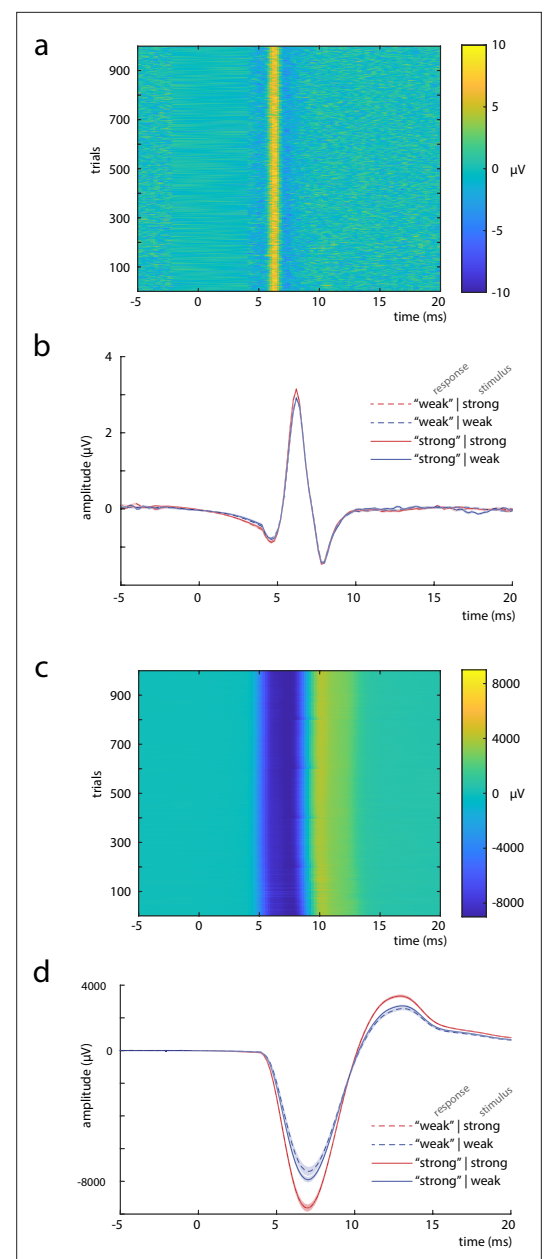 a
900
700
500
300
100
trials
-5 0 5 10 15 20
time (ms)
10
5
0
-5
-10
μV
b
4
2
0
amplitude (μV)
response stimulus
“weak” | strong
“weak” | weak
“strong” | strong
“strong” | weak
-5 0 5 10 15 20
time (ms)
c
900
700
500
300
100
trials
-5 0 5 10 15 20
time (ms)
8000
4000
0
-4000
-8000
μV
d
4000
0
-8000
amplitude (μV)
response stimulus
“weak” | strong
“weak” | weak
“strong” | strong
“strong” | weak
-5 0 5 10 15 20
time (ms)